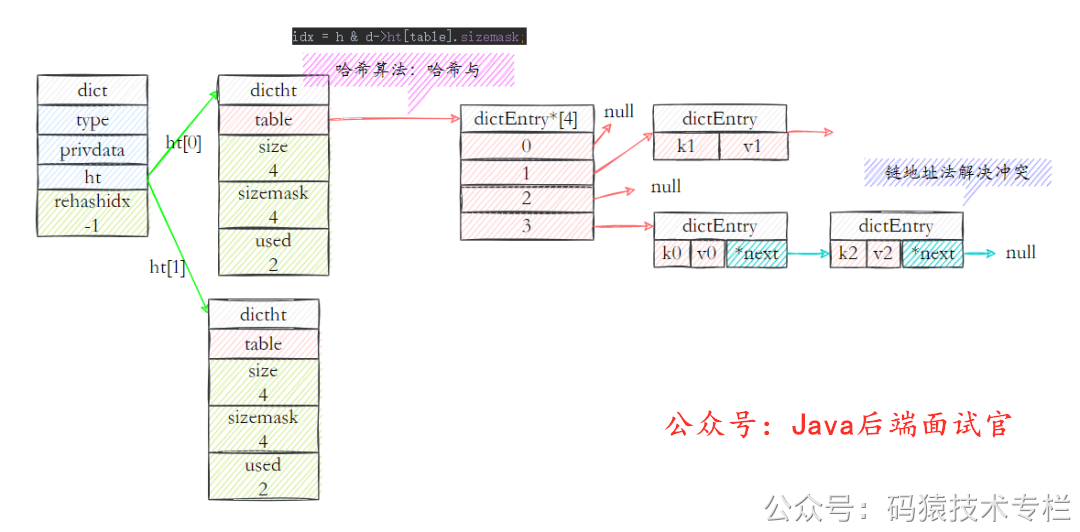 idx = h & d->ht[table].sizemask;
哈希算法：哈希与
dict
type
privdata
ht
rehashidx
-1
ht[0]
ht[1]
dictht
table
size
4
sizemask
4
used
2
dictht
table
size
4
sizemask
4
used
2
dictEntry*[4]
0
1
2
3
null
null
dictEntry
k1 v1
链地址法解决冲突
dictEntry
k0 v0 *next
dictEntry
k2 v2 *next
null
公众号：Java后端面试官
公众号：码猿技术专栏